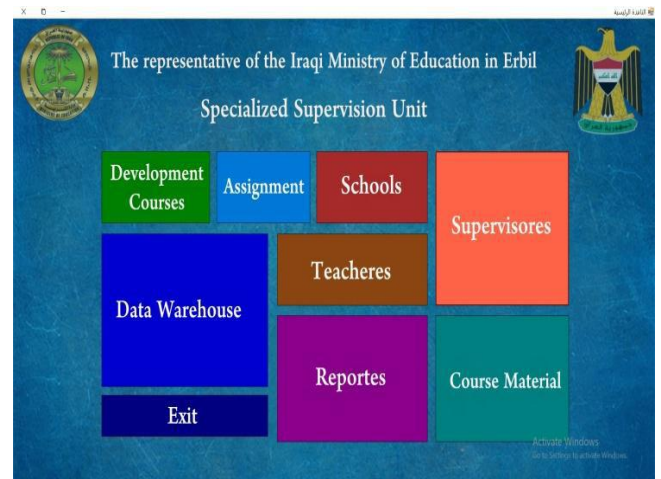 النافذة الرئيسية
The representative of the Iraqi Ministry of Education in Erbil
Specialized Supervision Unit
Development
Courses
Assignment
Schools
Supervisores
Teacheres
Data Warehouse
Reportes
Course Material
Exit
Activate Windows
Go to Settings to activate Windows.